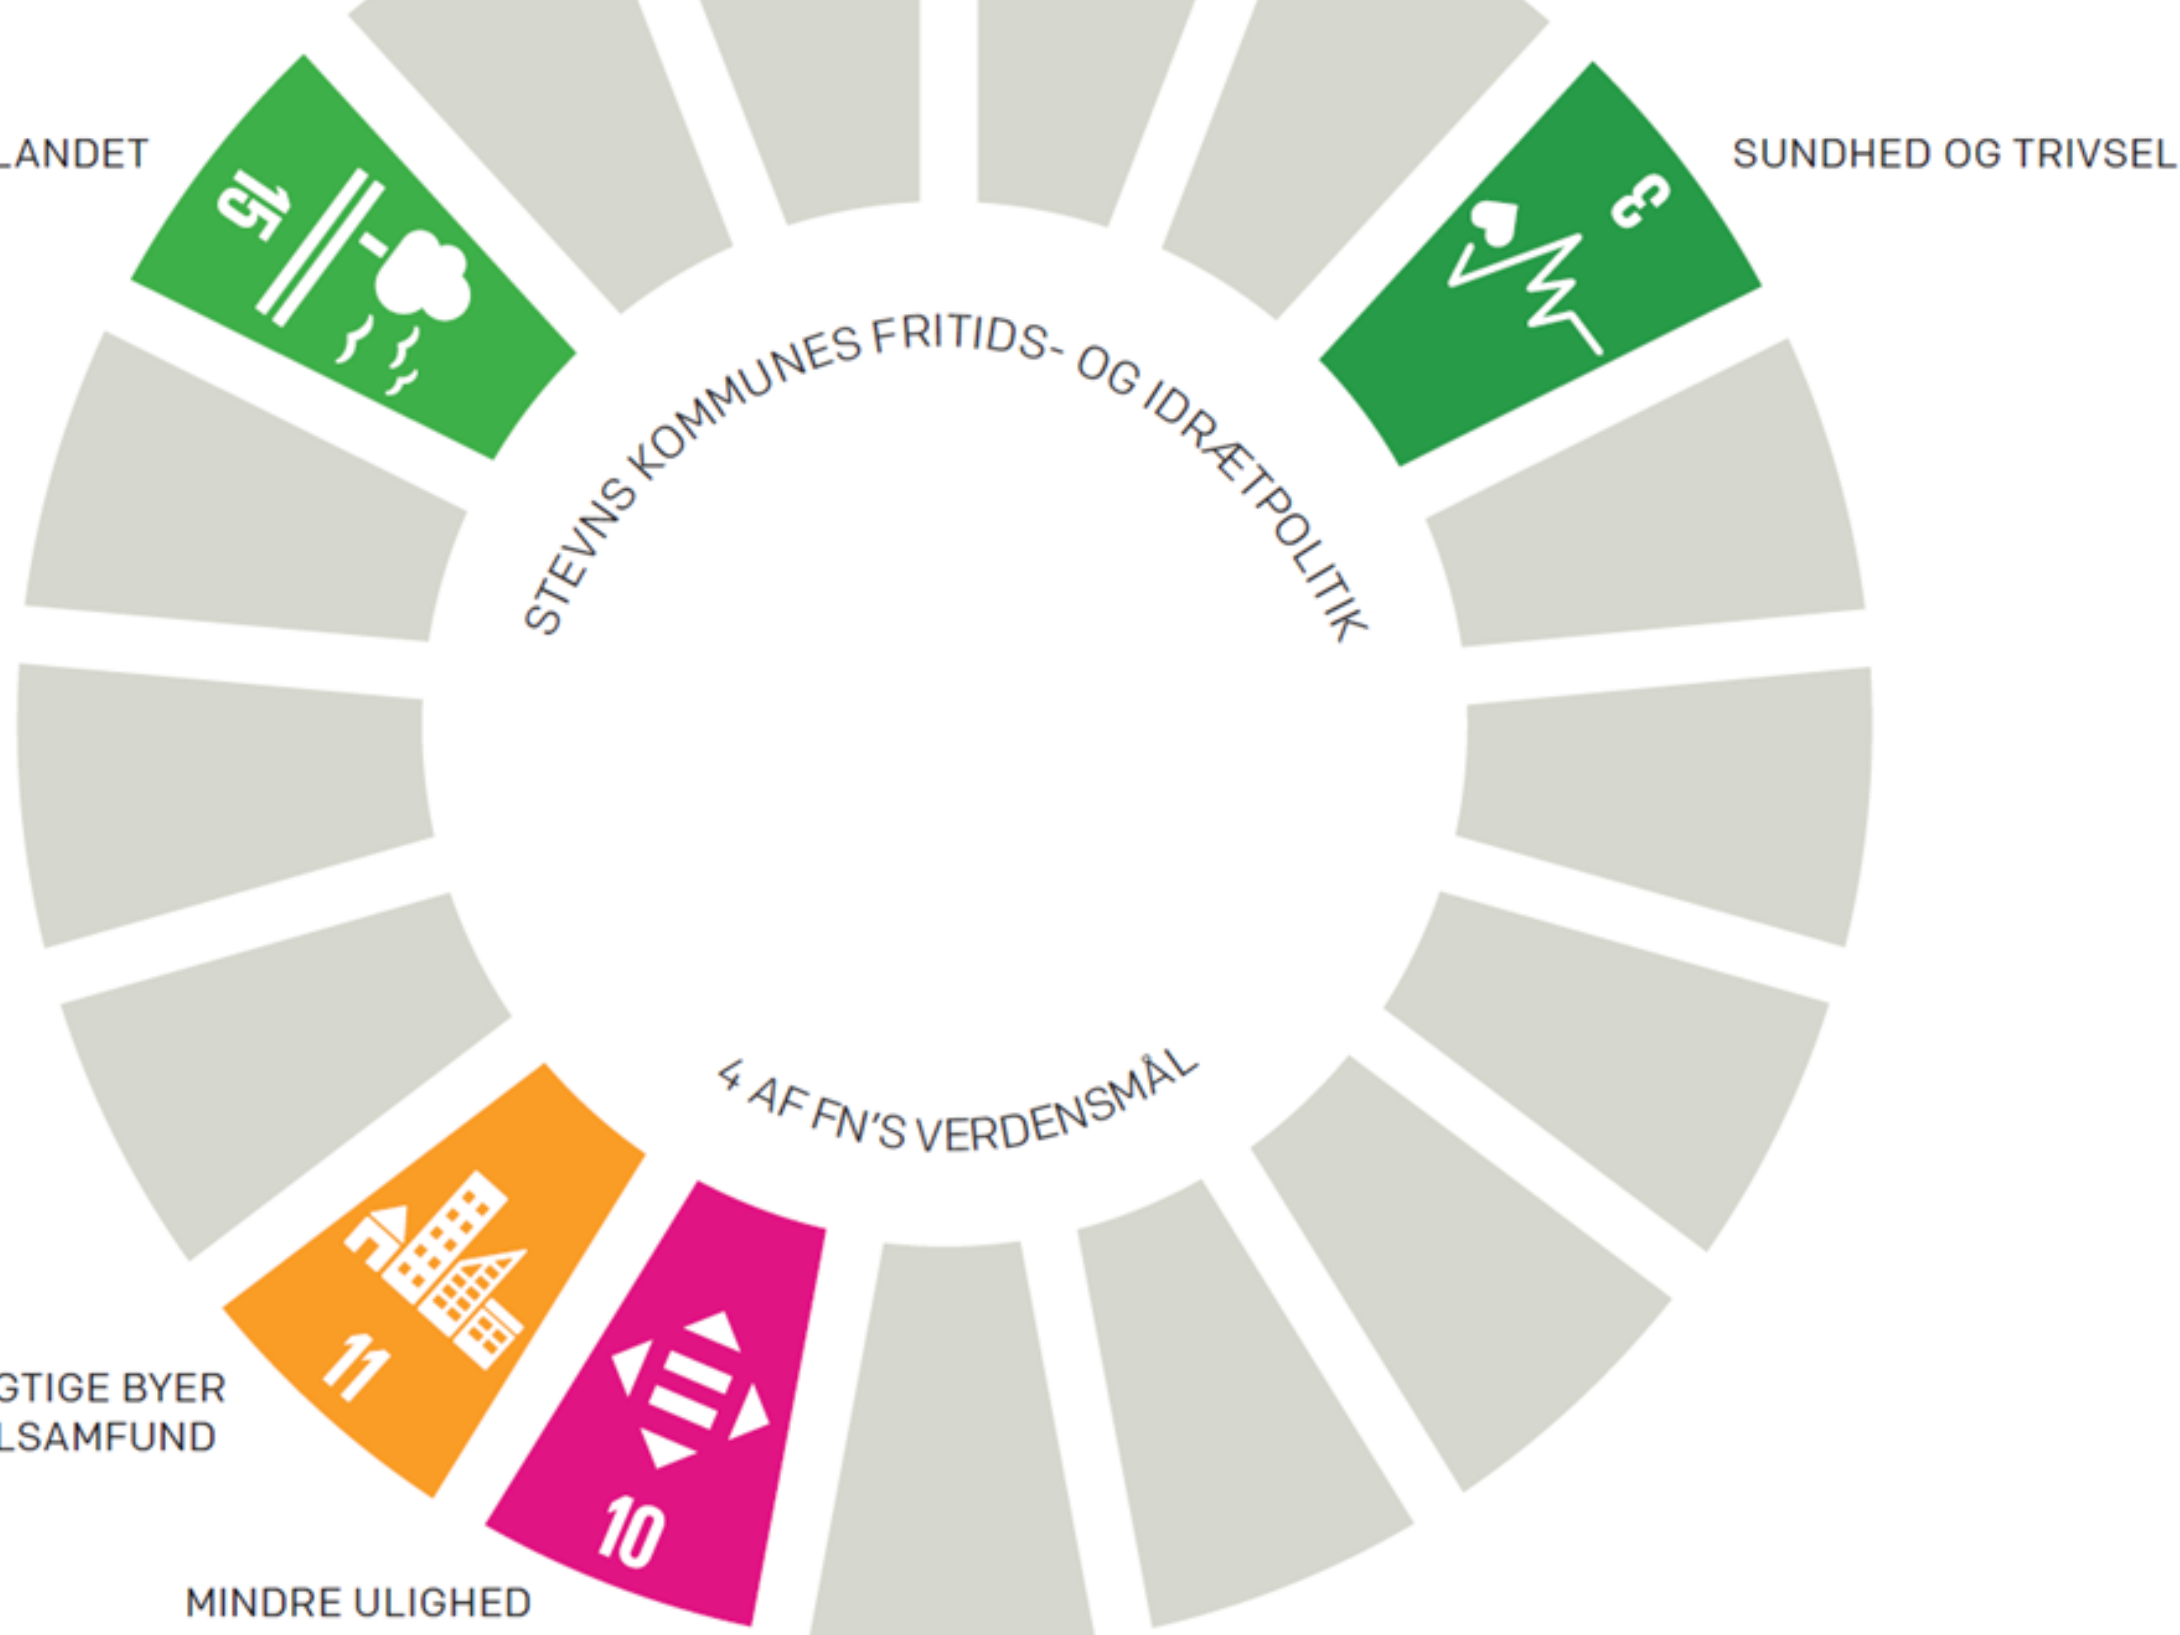 LANDET
15
3
SUNDHED OG TRIVSEL
STEVNS KOMMUNES FRITIDS- OG IDRÆTPOLITIK
4 AF FN'S VERDENSMÅL
11
GTIGE BYER
LSAMFUND
10
MINDRE ULIGHED